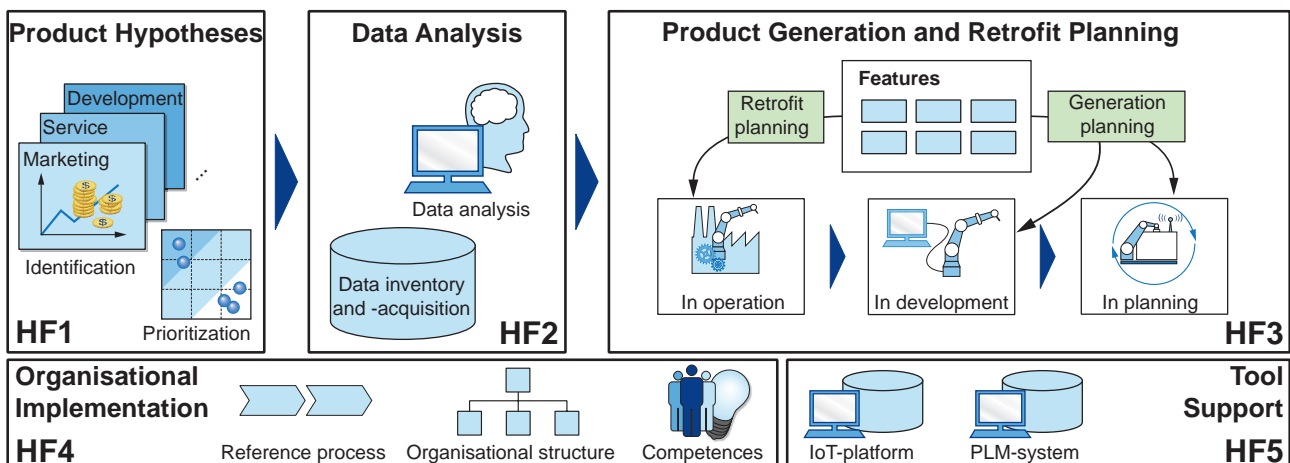 Product Hypotheses
Development
Service
Marketing
...
$
$
$
Identification
Prioritization
HF1
Data Analysis
Data analysis
Data inventory
and -acquisition
HF2
Product Generation and Retrofit Planning
Features
Retrofit
planning
Generation
planning
In operation
In development
In planning
HF3
Organisational
Implementation
HF4
Reference process
Organisational structure
Competences
IoT-platform
PLM-system
Tool
Support
HF5